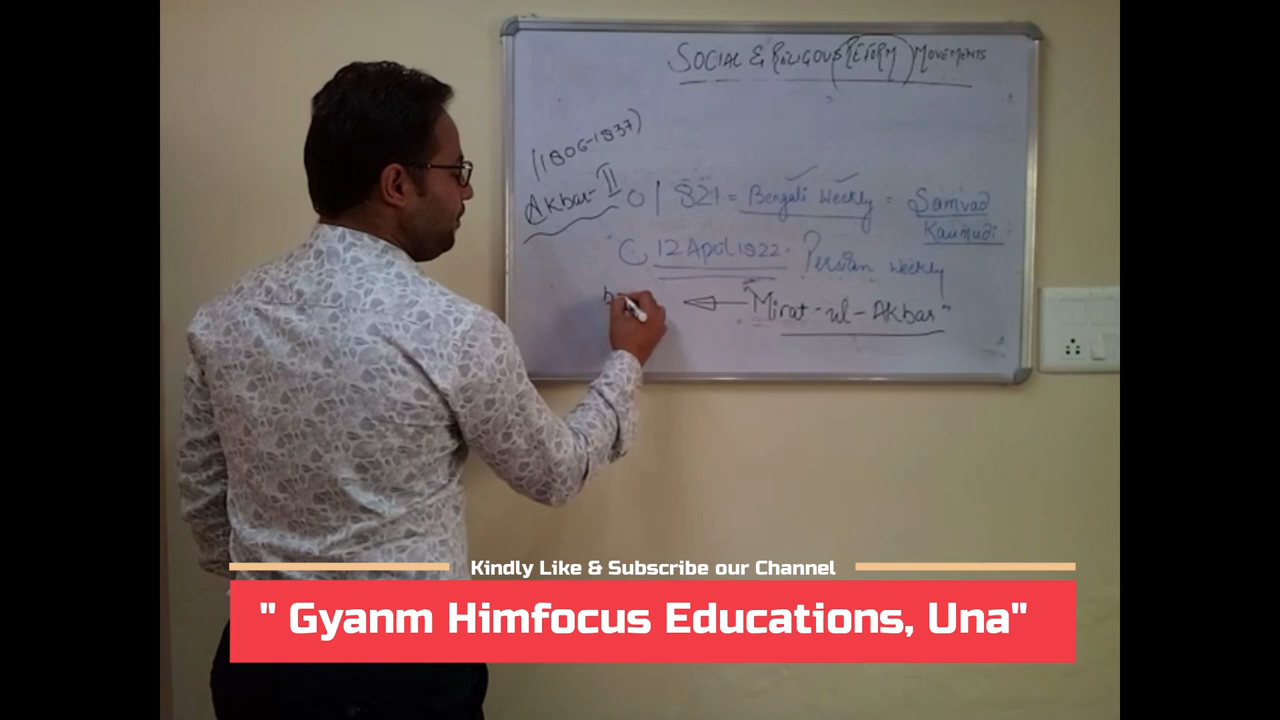 SOCIAL & RELIGOUS (REFORM) MOVEMENTS
(1806-1837)
Akbar-II
1821 = Bengali Weekly = Samvad
Kaumudi
12 April 1822- Persian Weekly
"Mirat-ul-Akbar"
Kindly Like & Subscribe our Channel
" Gyanm Himfocus Educations, Una"